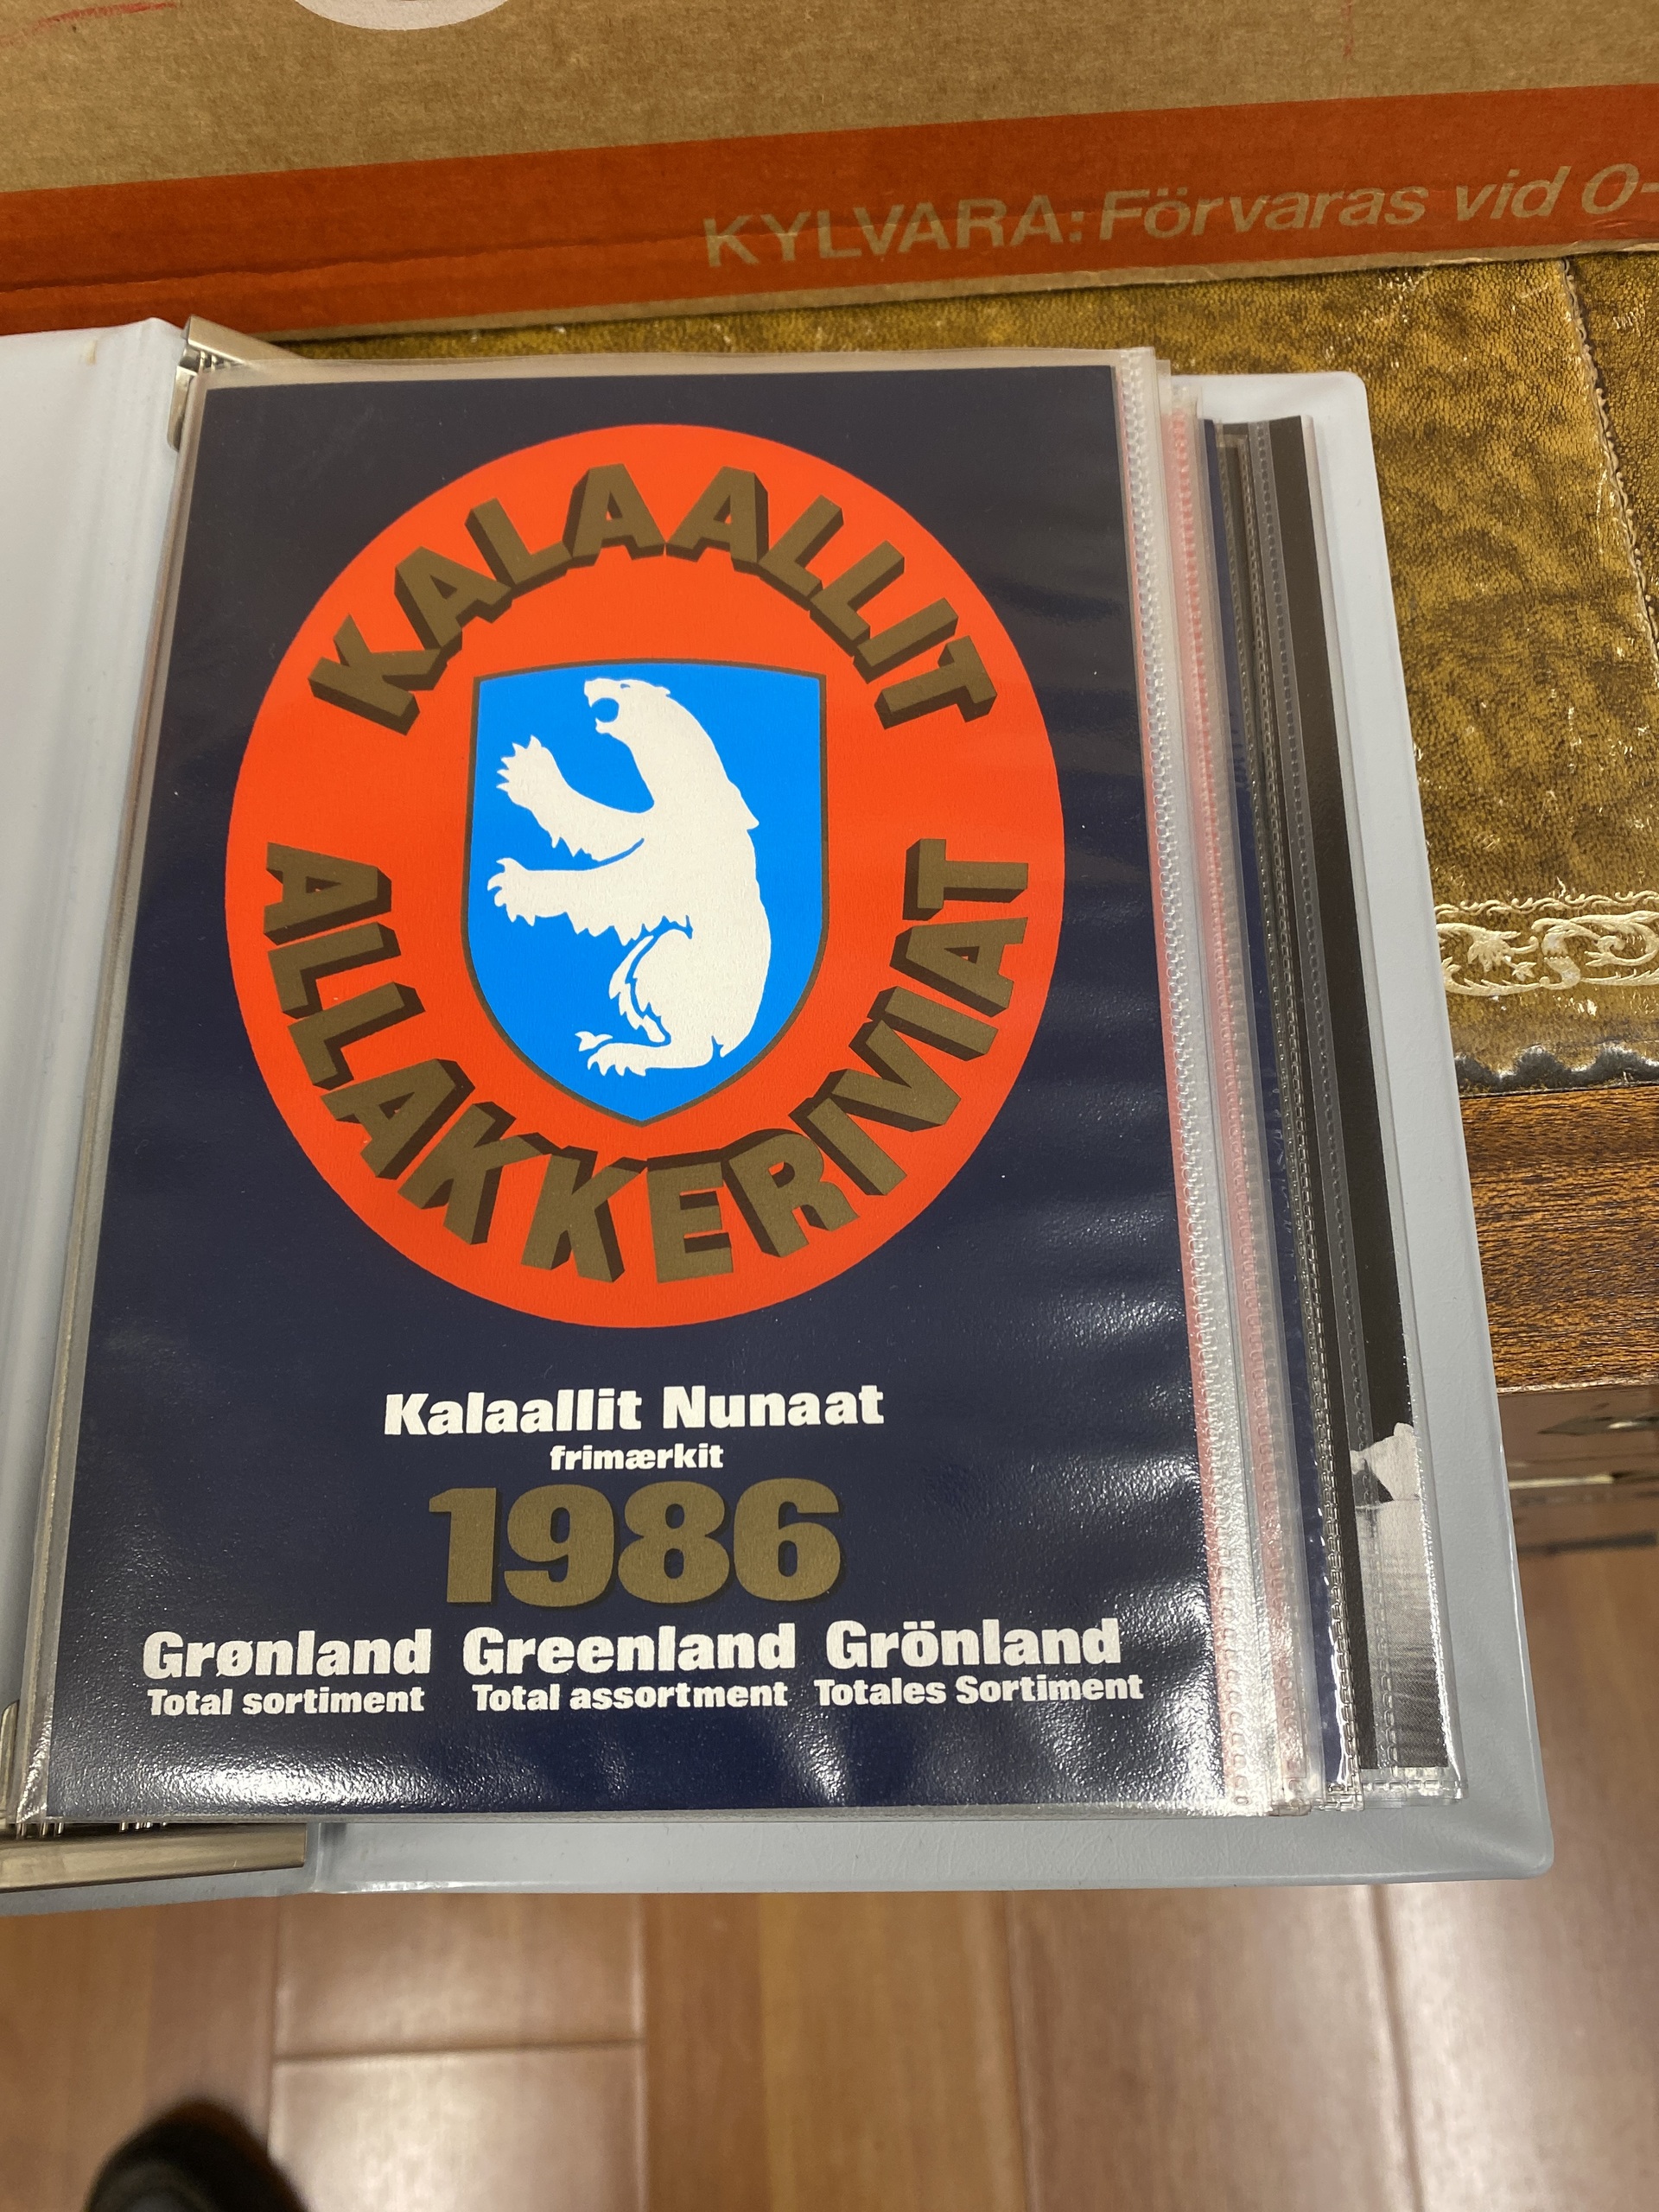 KYLVARA: Förvaras vid 0-
KALAALLIT
ALLAKKERIVIAT
Kalaallit Nunaat
frimærkit
1986
Grønland Greenland Grönland
Total sortiment Total assortment Totales Sortiment